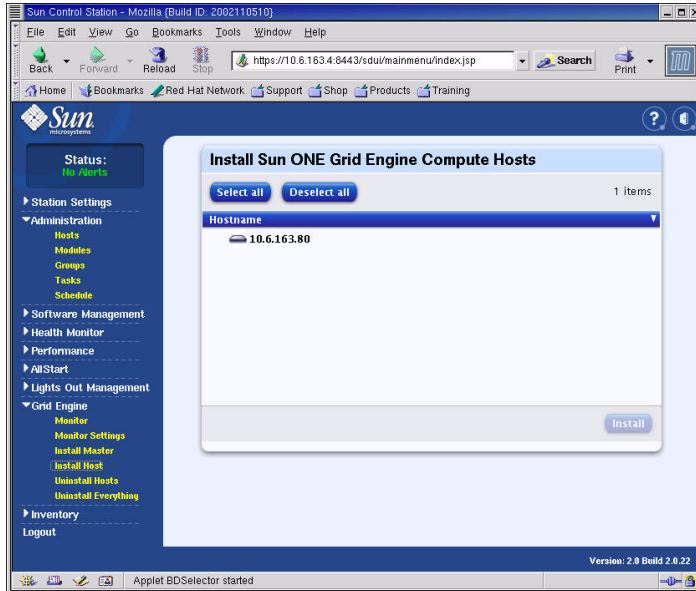 Sun Control Station - Mozilla {Build ID: 2002110510}
File Edit View Go Bookmarks Tools Window Help
Back Forward Reload Stop https://10.6.163.4:8443/sdui/mainmenu/index.jsp Search Print
Home Bookmarks Red Hat Network Support Shop Products Training
Sun
microsystems
?
Status:
No Alerts
Station Settings
Administration
Hosts
Modules
Groups
Tasks
Schedule
Software Management
Health Monitor
Performance
AllStart
Lights Out Management
Grid Engine
Monitor
Monitor Settings
Install Master
Install Host
Uninstall Hosts
Uninstall Everything
Inventory
Logout
Install Sun ONE Grid Engine Compute Hosts
Select all Deselect all 1 items
Hostname
10.6.163.80
Install
Version: 2.0 Build 2.0.22
Applet BDSelector started